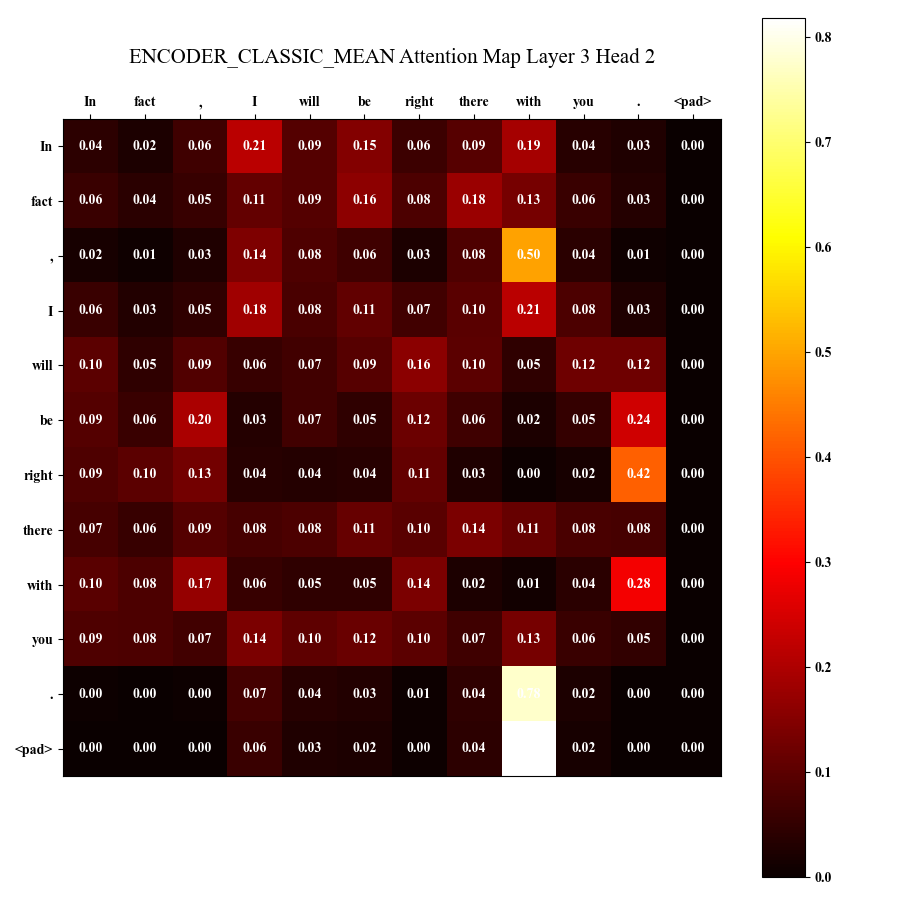 ENCODER_CLASSIC_MEAN Attention Map Layer 3 Head 2
In fact , I will be right there with you . <pad>
In 0.04 0.02 0.06 0.21 0.09 0.15 0.06 0.09 0.19 0.04 0.03 0.00
fact 0.06 0.04 0.05 0.11 0.09 0.16 0.08 0.18 0.13 0.06 0.03 0.00
, 0.02 0.01 0.03 0.14 0.08 0.06 0.03 0.08 0.50 0.04 0.01 0.00
I 0.06 0.03 0.05 0.18 0.08 0.11 0.07 0.10 0.21 0.08 0.03 0.00
will 0.10 0.05 0.09 0.06 0.07 0.09 0.16 0.10 0.05 0.12 0.12 0.00
be 0.09 0.06 0.20 0.03 0.07 0.05 0.12 0.06 0.02 0.05 0.24 0.00
right 0.09 0.10 0.13 0.04 0.04 0.04 0.11 0.03 0.00 0.02 0.42 0.00
there 0.07 0.06 0.09 0.08 0.08 0.11 0.10 0.14 0.11 0.08 0.08 0.00
with 0.10 0.08 0.17 0.06 0.05 0.05 0.14 0.02 0.01 0.04 0.28 0.00
you 0.09 0.08 0.07 0.14 0.10 0.12 0.10 0.07 0.13 0.06 0.05 0.00
. 0.00 0.00 0.00 0.07 0.04 0.03 0.01 0.04 0.02 0.00 0.00
<pad> 0.00 0.00 0.00 0.06 0.03 0.02 0.00 0.04 0.02 0.00 0.00
0.8
0.7
0.6
0.5
0.4
0.3
0.2
0.1
0.0